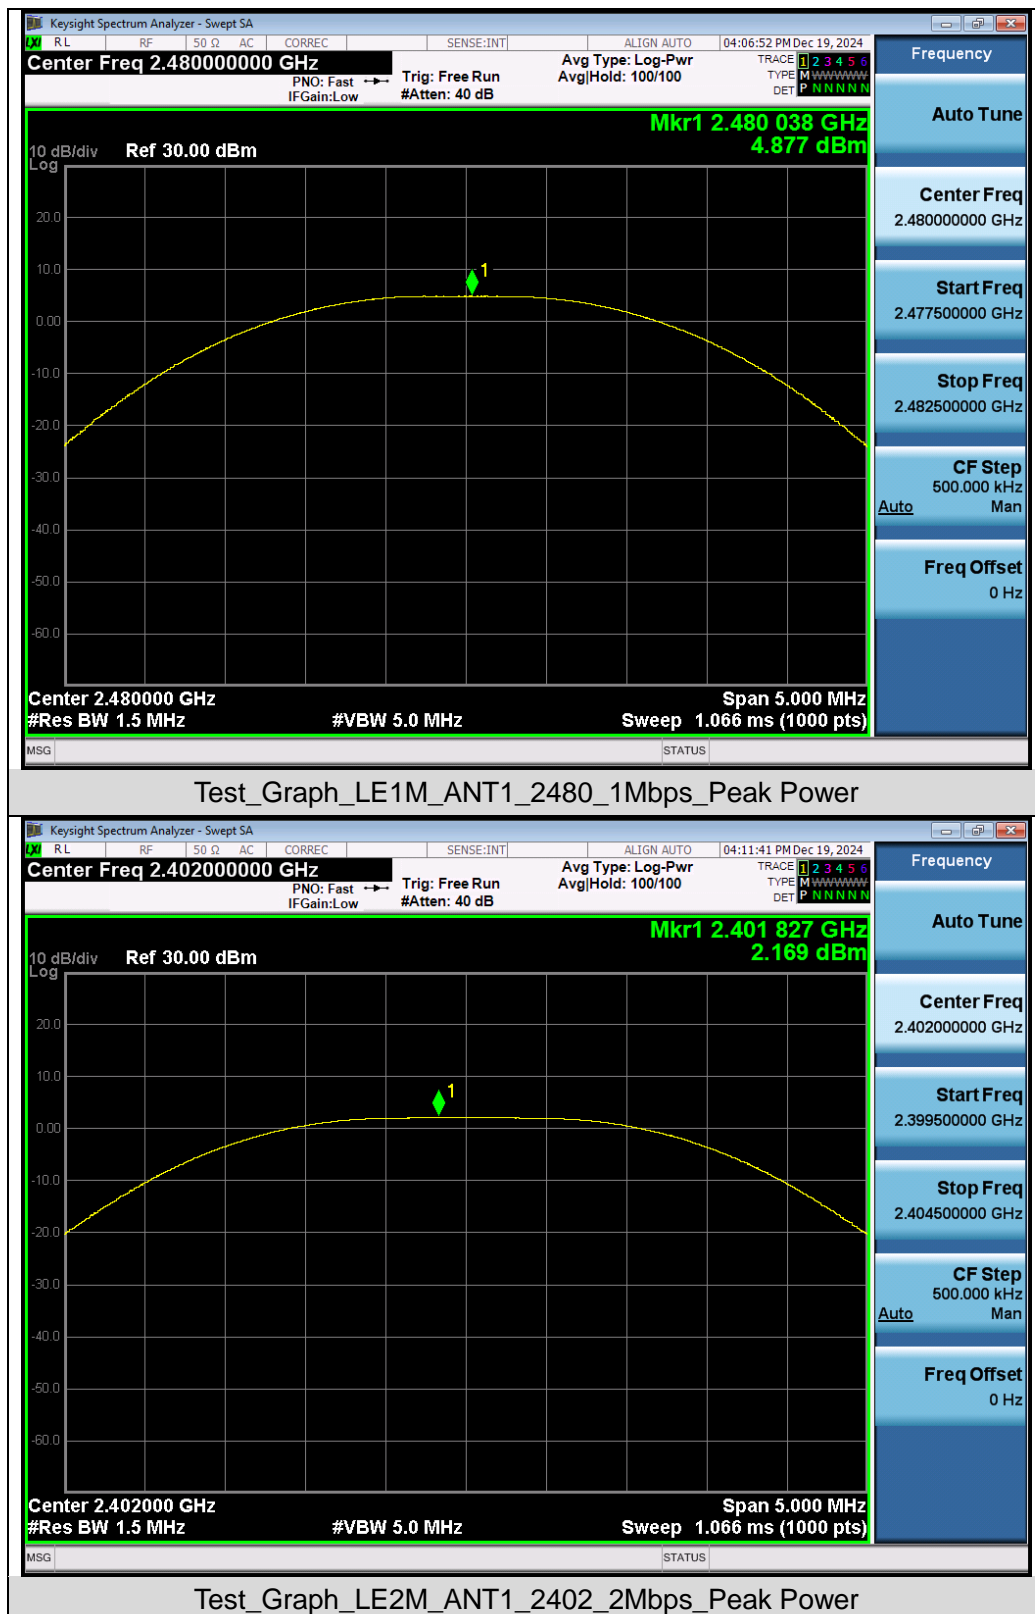 Keysight Spectrum Analyzer - Swept SA
LXI RL RF 50 Ω AC CORREC SENSE:INT ALIGN AUTO 04:06:52 PM Dec 19, 2024
Center Freq 2.480000000 GHz
PNO: Fast
IFGain:Low
Trig: Free Run
#Atten: 40 dB
Avg Type: Log-Pwr
Avg|Hold: 100/100
TRACE 1 2 3 4 5 6
TYPE M WWWWW
DET P N N N N N
Mkr1 2.480 038 GHz
4.877 dBm
10 dB/div Ref 30.00 dBm
Log
20.0
10.0
1
0.00
-10.0
-20.0
-30.0
-40.0
-50.0
-60.0
Center 2.480000 GHz Span 5.000 MHz
#Res BW 1.5 MHz #VBW 5.0 MHz Sweep 1.066 ms (1000 pts)
MSG STATUS
Frequency
Auto Tune
Center Freq
2.480000000 GHz
Start Freq
2.477500000 GHz
Stop Freq
2.482500000 GHz
CF Step
500.000 kHz
Auto Man
Freq Offset
0 Hz
Test_Graph_LE1M_ANT1_2480_1Mbps_Peak Power
Keysight Spectrum Analyzer - Swept SA
LXI RL RF 50 Ω AC CORREC SENSE:INT ALIGN AUTO 04:11:41 PM Dec 19, 2024
Center Freq 2.402000000 GHz
PNO: Fast
IFGain:Low
Trig: Free Run
#Atten: 40 dB
Avg Type: Log-Pwr
Avg|Hold: 100/100
TRACE 1 2 3 4 5 6
TYPE M WWWWW
DET P N N N N N
Mkr1 2.401 827 GHz
2.169 dBm
10 dB/div Ref 30.00 dBm
Log
20.0
10.0
1
0.00
-10.0
-20.0
-30.0
-40.0
-50.0
-60.0
Center 2.402000 GHz Span 5.000 MHz
#Res BW 1.5 MHz #VBW 5.0 MHz Sweep 1.066 ms (1000 pts)
MSG STATUS
Frequency
Auto Tune
Center Freq
2.402000000 GHz
Start Freq
2.399500000 GHz
Stop Freq
2.404500000 GHz
CF Step
500.000 kHz
Auto Man
Freq Offset
0 Hz
Test_Graph_LE2M_ANT1_2402_2Mbps_Peak Power